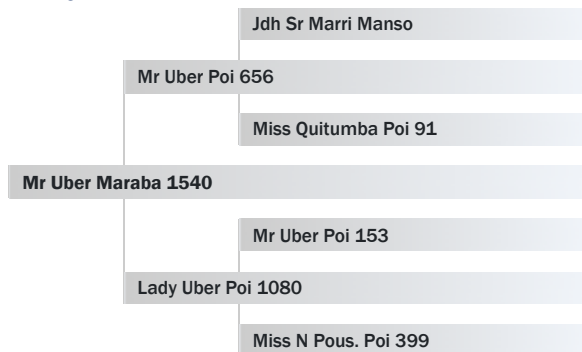 Jdh Sr Marri Manso
Mr Uber Poi 656
Miss Quitumba Poi 91
Mr Uber Maraba 1540
Mr Uber Poi 153
Lady Uber Poi 1080
Miss N Pous. Poi 399